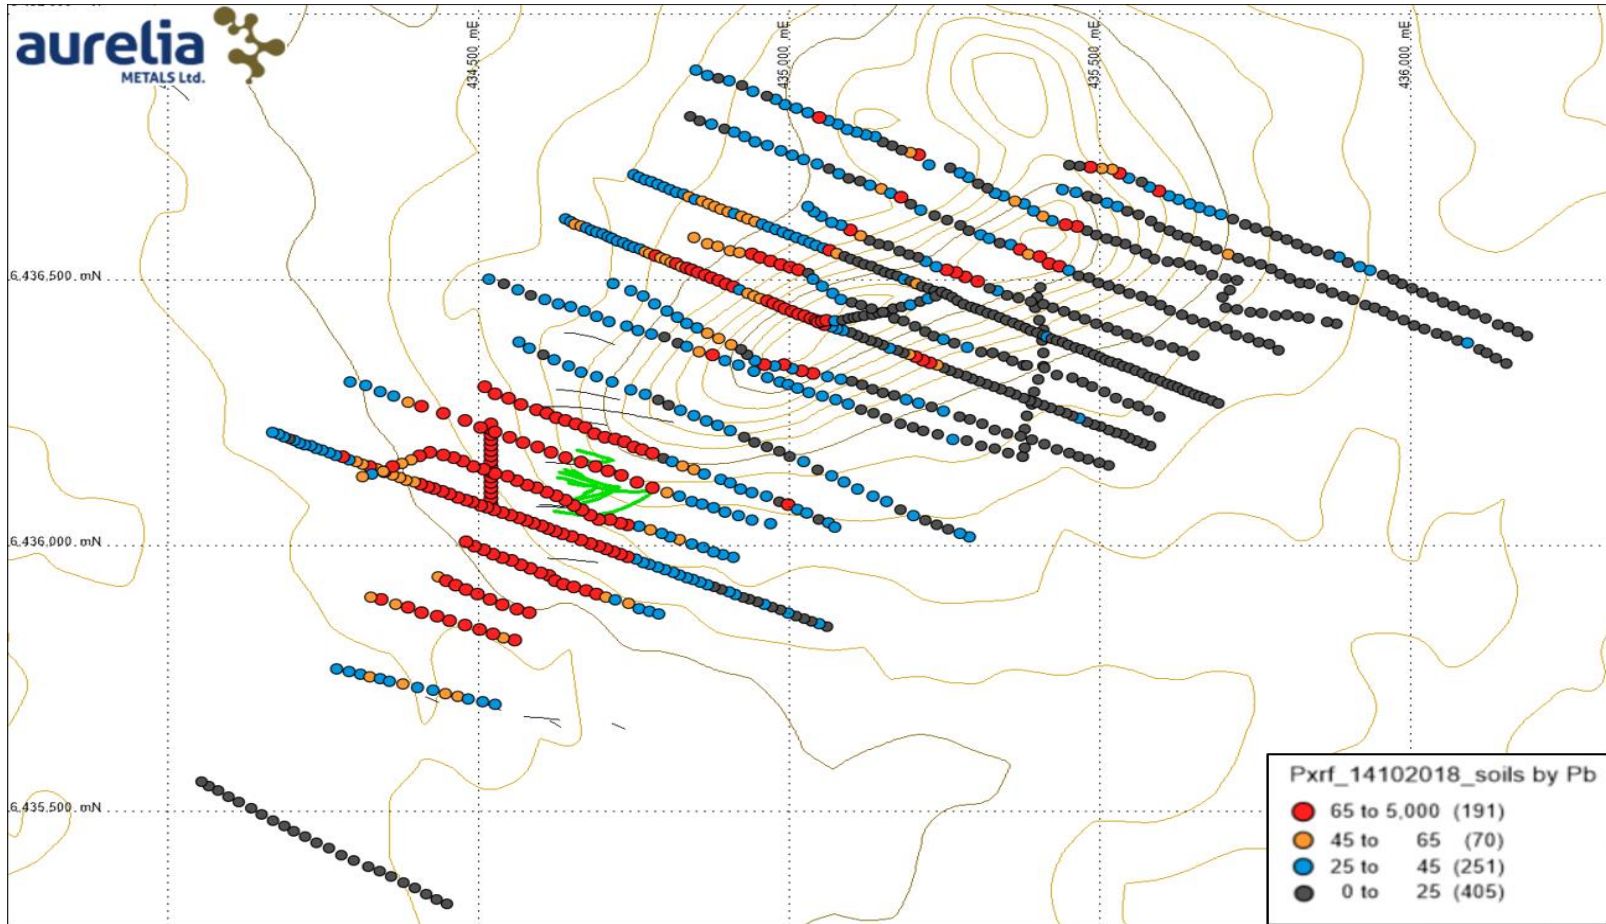 aurelia
METALS Ltd.
434,500 mE
435,000 mE
435,500 mE
436,000 mE
6,436,500 mN
6,436,000 mN
6,435,500 mN
Pxrf_14102018_soils by Pb
65 to 5,000 (191)
45 to 65 (70)
25 to 45 (251)
0 to 25 (405)